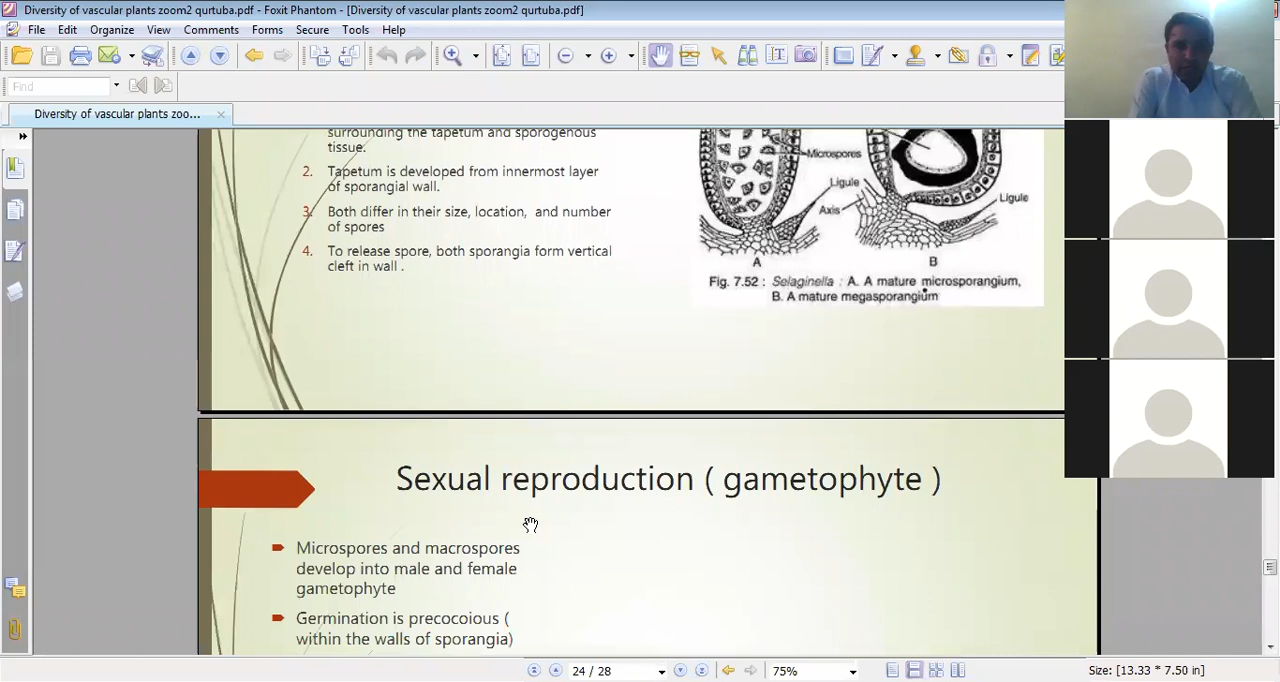 Diversity of vascular plants zoom2 qurtuba.pdf - Foxit Phantom - [Diversity of vascular plants zoom2 qurtuba.pdf]
File Edit Organize View Comments Forms Secure Tools Help
Find
Diversity of vascular plants zoo...
surrounding the tapetum and sporogenous
tissue.
2. Tapetum is developed from innermost layer
of sporangial wall.
3. Both differ in their size, location, and number
of spores
4. To release spore, both sporangia form vertical
cleft in wall .
Microspores
Ligule
Axis
Ligule
A
B
Fig. 7.52 : Selaginella : A. A mature microsporangium,
B. A mature megasporangium
Sexual reproduction ( gametophyte )
Microspores and macrospores
develop into male and female
gametophyte
Germination is precocoious (
within the walls of sporangia)
24 / 28
75%
Size: [13.33 * 7.50 in]